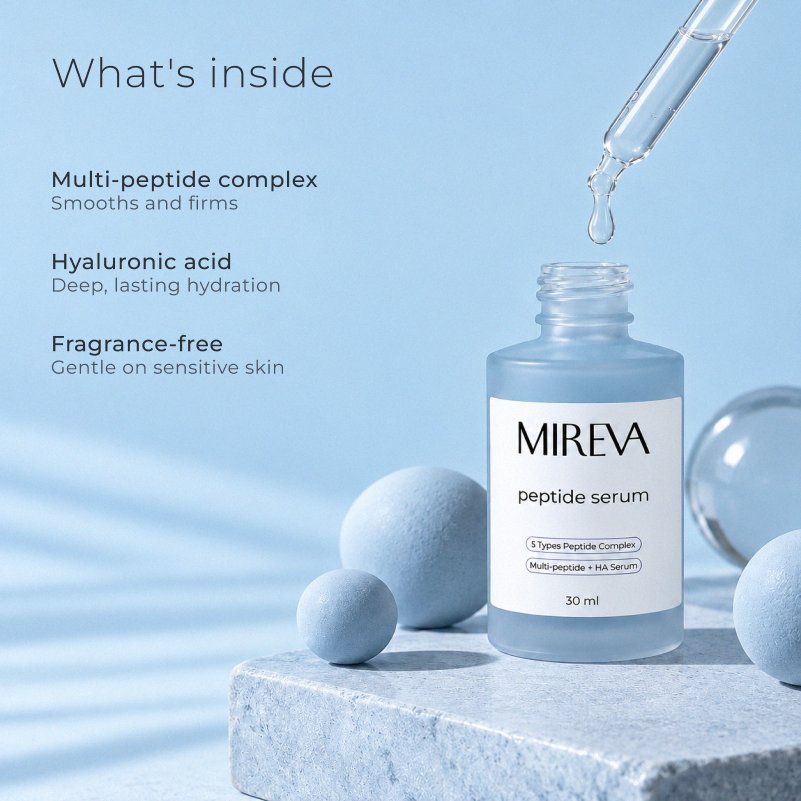 What's inside
Multi-peptide complex
Smooths and firms
Hyaluronic acid
Deep, lasting hydration
Fragrance-free
Gentle on sensitive skin
MIREVA
peptide serum
5 Types Peptide Complex
Multi-peptide + HA Serum
30 ml